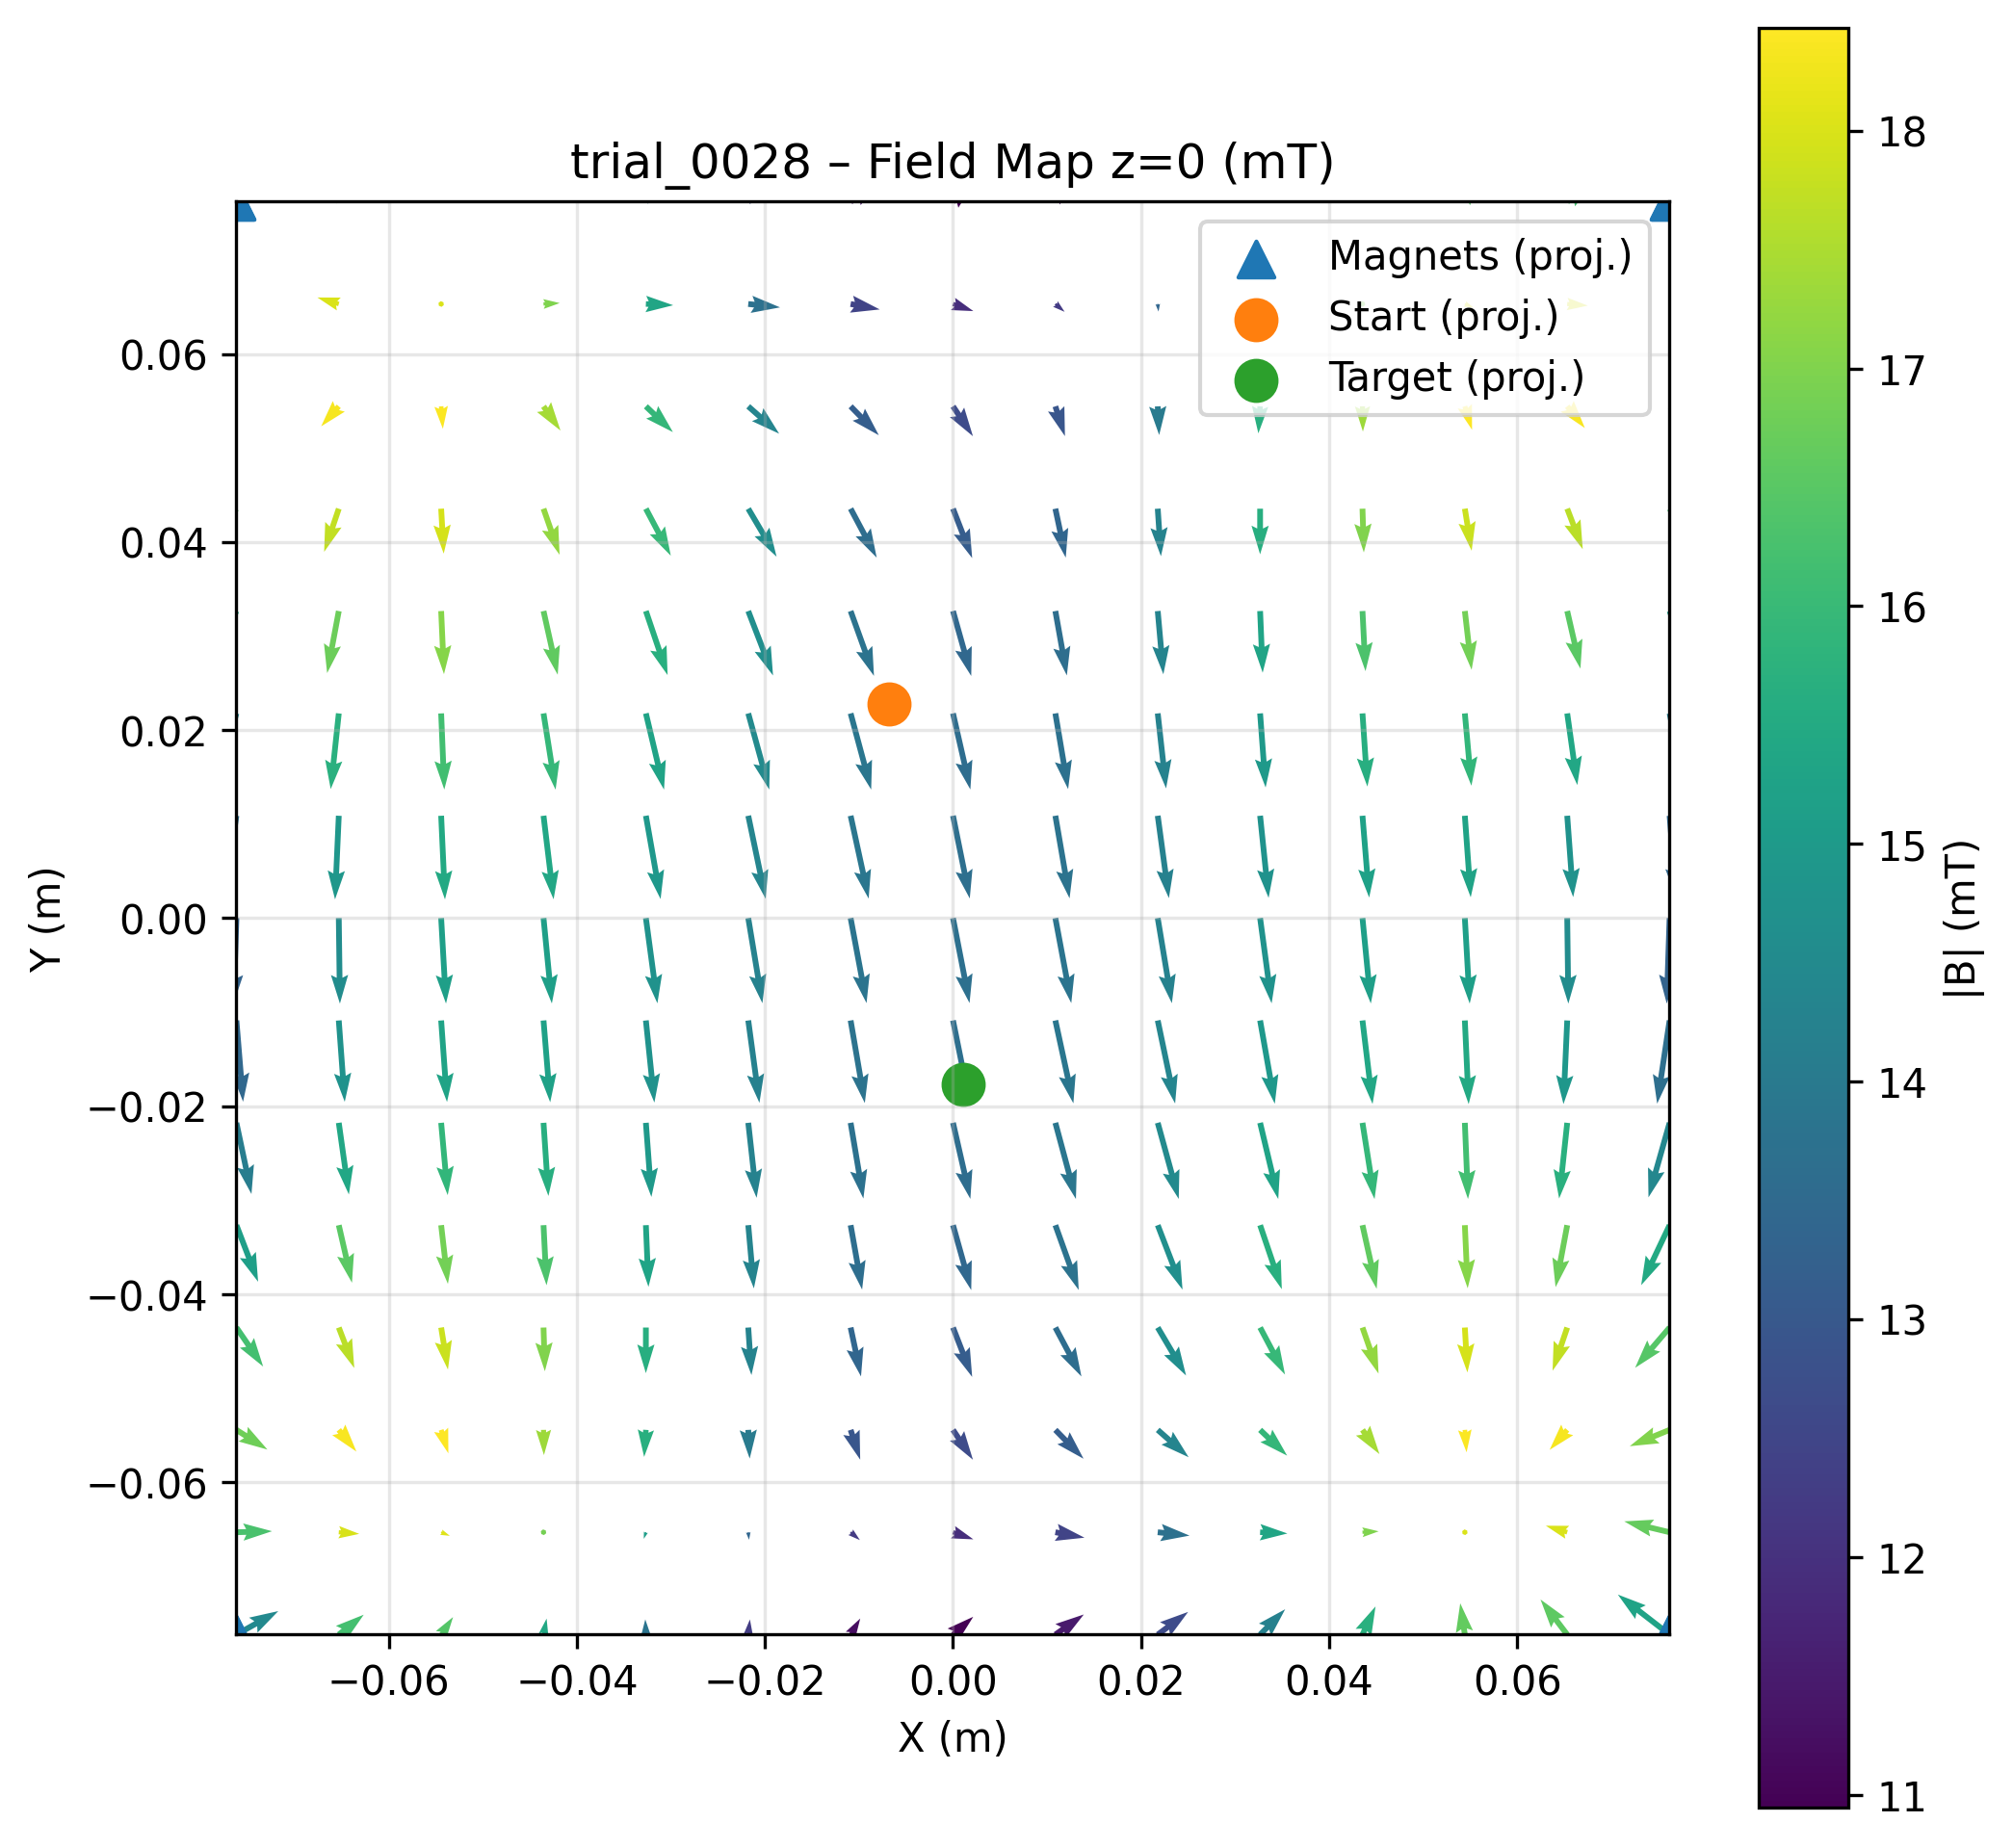 trial_0028 – Field Map z=0 (mT)
Magnets (proj.)
Start (proj.)
Target (proj.)
0.06
0.04
0.02
0.00
−0.02
−0.04
−0.06
Y (m)
−0.06 −0.04 −0.02 0.00 0.02 0.04 0.06
X (m)
18
17
16
15
14
13
12
11
|B| (mT)